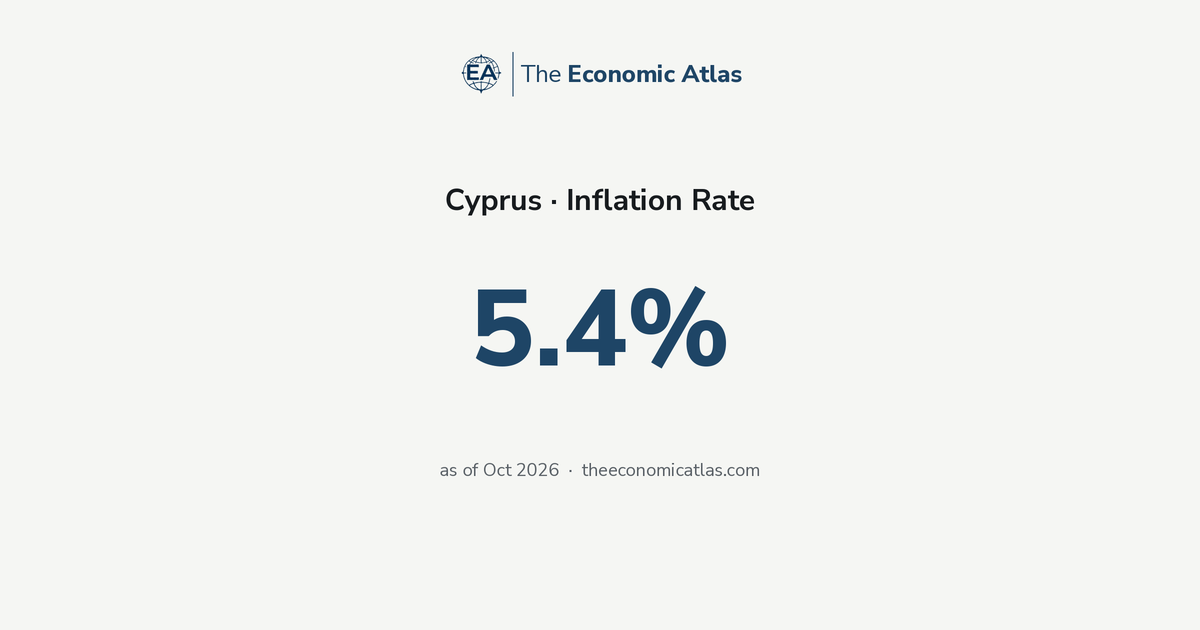 EA The Economic Atlas
Cyprus · Inflation Rate
5.4%
as of Oct 2026 · theeconomicatlas.com